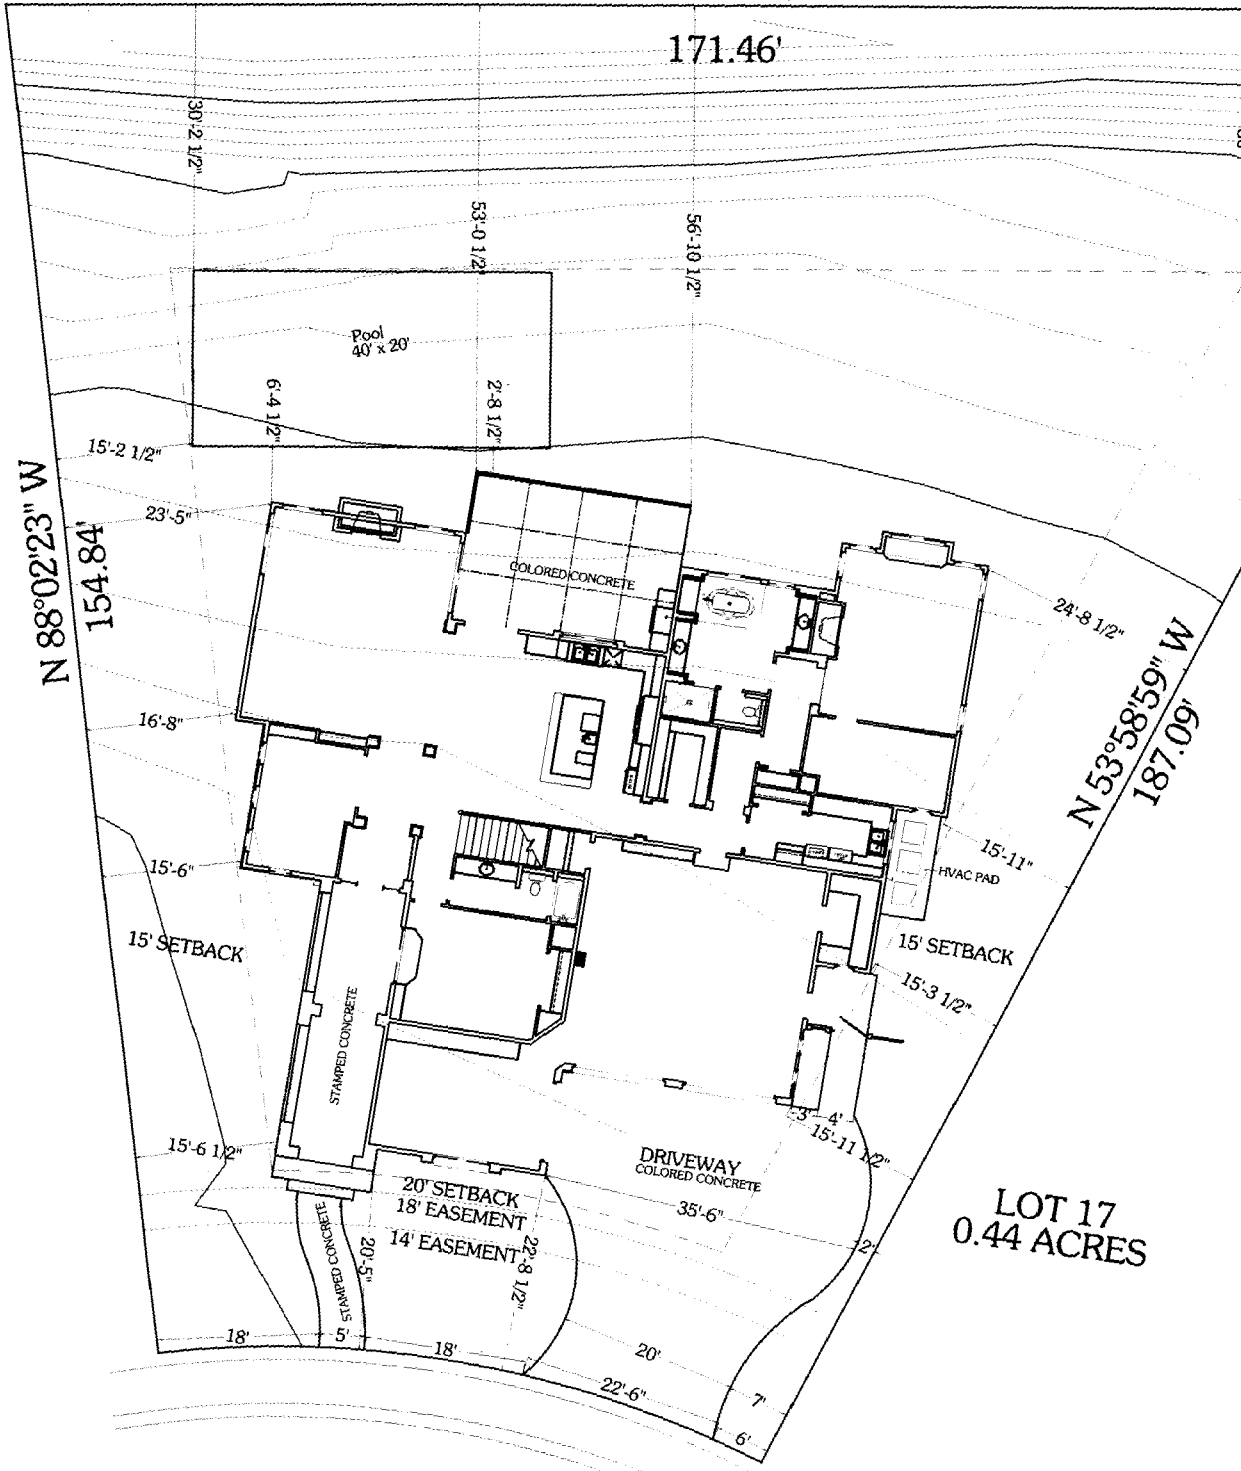 171.46'
30'-2 1/2"
53'-0 1/2"
56'-10 1/2"
Pool
40' x 20'
6'-4 1/2"
2'-8 1/2"
15'-2 1/2"
23'-5"
N 88°02'23" W
154.84'
COLORED CONCRETE
24'-8 1/2"
N 53°58'59" W
187.09'
16'-8"
15'-6"
15'-11"
HVAC PAD
15' SETBACK
15' SETBACK
15'-3 1/2"
STAMPED CONCRETE
3'
4'
15'-11 1/2"
15'-6 1/2"
DRIVEWAY
COLORED CONCRETE
20' SETBACK
18' EASEMENT
14' EASEMENT
35'-6"
LOT 17
0.44 ACRES
2'
STAMPED CONCRETE
20'-5"
22'-8 1/2"
18'
5'
18'
20'
22'-6"
7'
6'